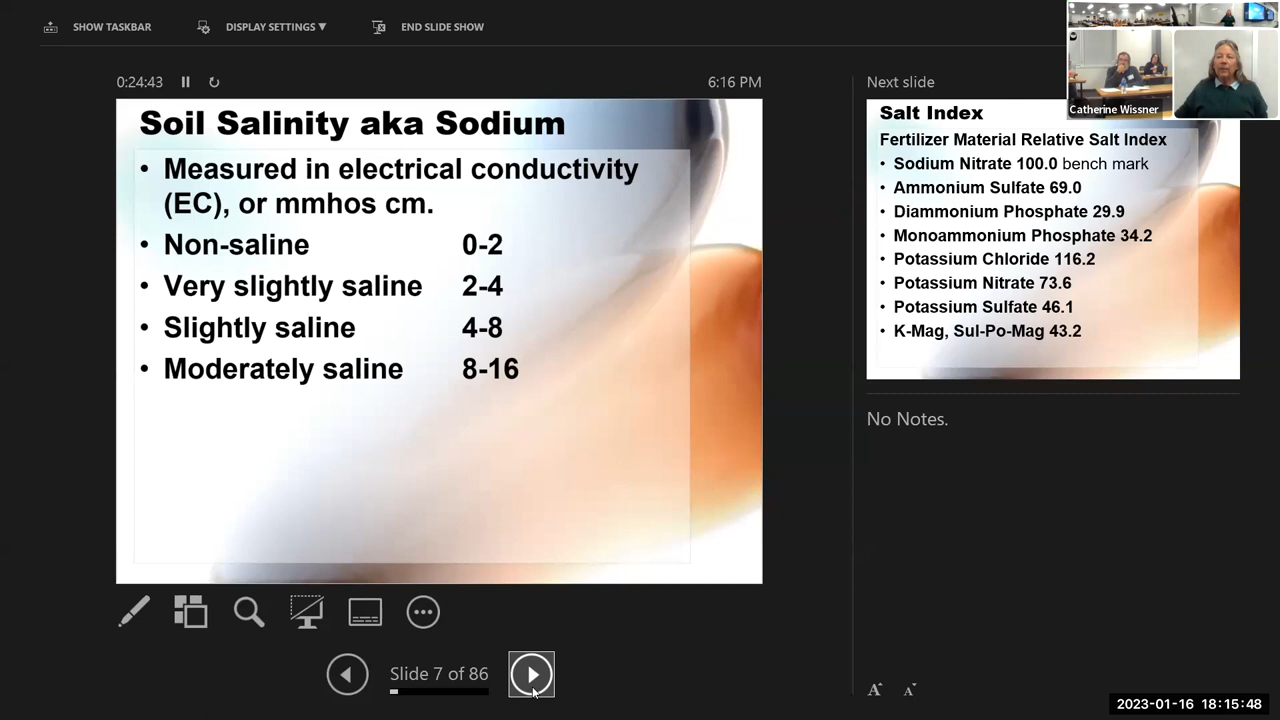 SHOW TASKBAR
DISPLAY SETTINGS ▼
END SLIDE SHOW
0:24:43
6:16 PM
Soil Salinity aka Sodium
• Measured in electrical conductivity
(EC), or mmhos cm.
• Non-saline 0-2
• Very slightly saline 2-4
• Slightly saline 4-8
• Moderately saline 8-16
Slide 7 of 86
Next slide
Catherine Wissner
Salt Index
Fertilizer Material Relative Salt Index
• Sodium Nitrate 100.0 bench mark
• Ammonium Sulfate 69.0
• Diammonium Phosphate 29.9
• Monoammonium Phosphate 34.2
• Potassium Chloride 116.2
• Potassium Nitrate 73.6
• Potassium Sulfate 46.1
• K-Mag, Sul-Po-Mag 43.2
No Notes.
A A
2023-01-16 18:15:48